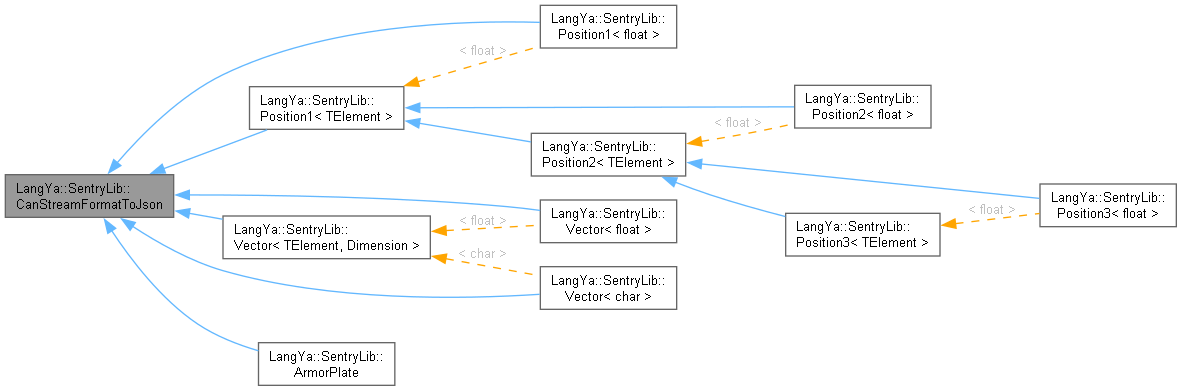 LangYa::SentryLib::
Position1< float >
< float >
LangYa::SentryLib::
Position1< TElement >
LangYa::SentryLib::
Position2< float >
< float >
LangYa::SentryLib::
Position2< TElement >
LangYa::SentryLib::
CanStreamFormatToJson
LangYa::SentryLib::
Position3< float >
< float >
LangYa::SentryLib::
Position3< TElement >
LangYa::SentryLib::
Vector< float >
< float >
LangYa::SentryLib::
Vector< TElement, Dimension >
< char >
LangYa::SentryLib::
Vector< char >
LangYa::SentryLib::
ArmorPlate